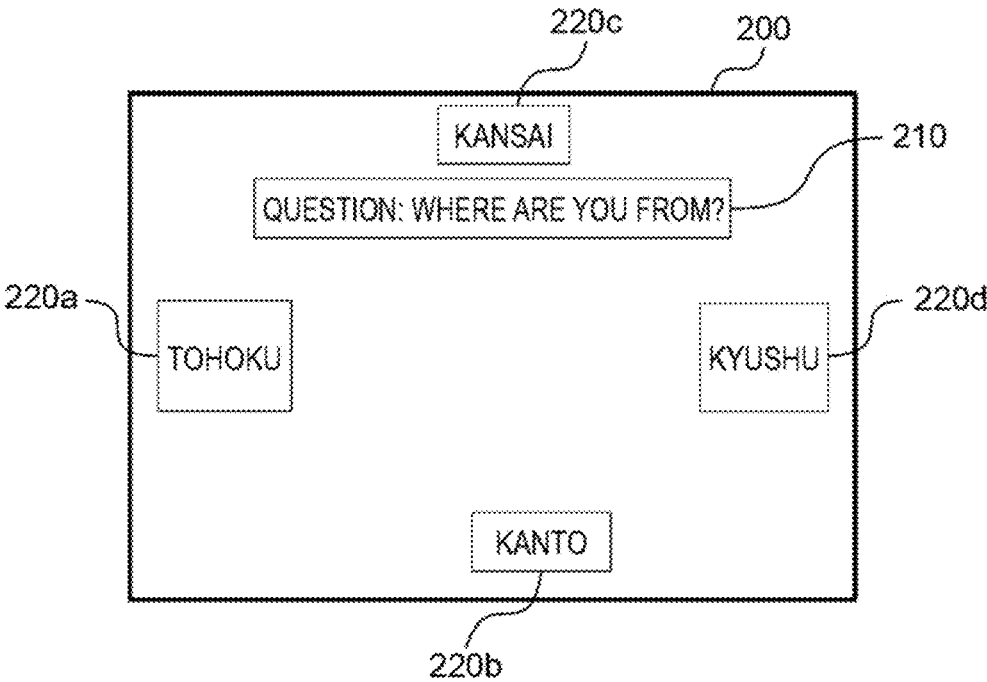 220c
200
KANSAI
210
QUESTION: WHERE ARE YOU FROM?
220a
220d
TOHOKU
KYUSHU
KANTO
220b